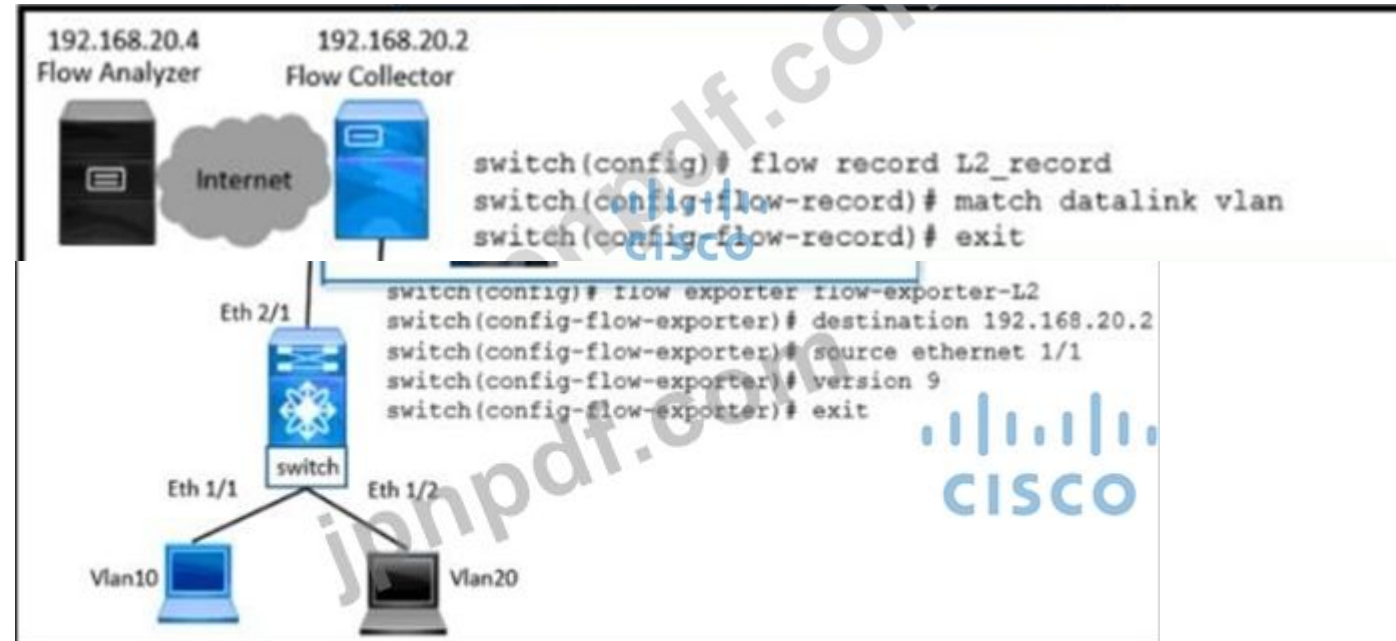 192.168.20.4
Flow Analyzer
192.168.20.2
Flow Collector
Internet
switch(config)# flow record L2_record
switch(config-flow-record)# match datalink vlan
switch(config-flow-record)# exit
CISCO
switch(config)# flow exporter flow-exporter-L2
switch(config-flow-exporter)# destination 192.168.20.2
switch(config-flow-exporter)# source ethernet 1/1
switch(config-flow-exporter)# version 9
switch(config-flow-exporter)# exit
Eth 2/1
switch
Eth 1/1
Eth 1/2
Vlan10
Vlan20
CISCO
jpnpdf.com